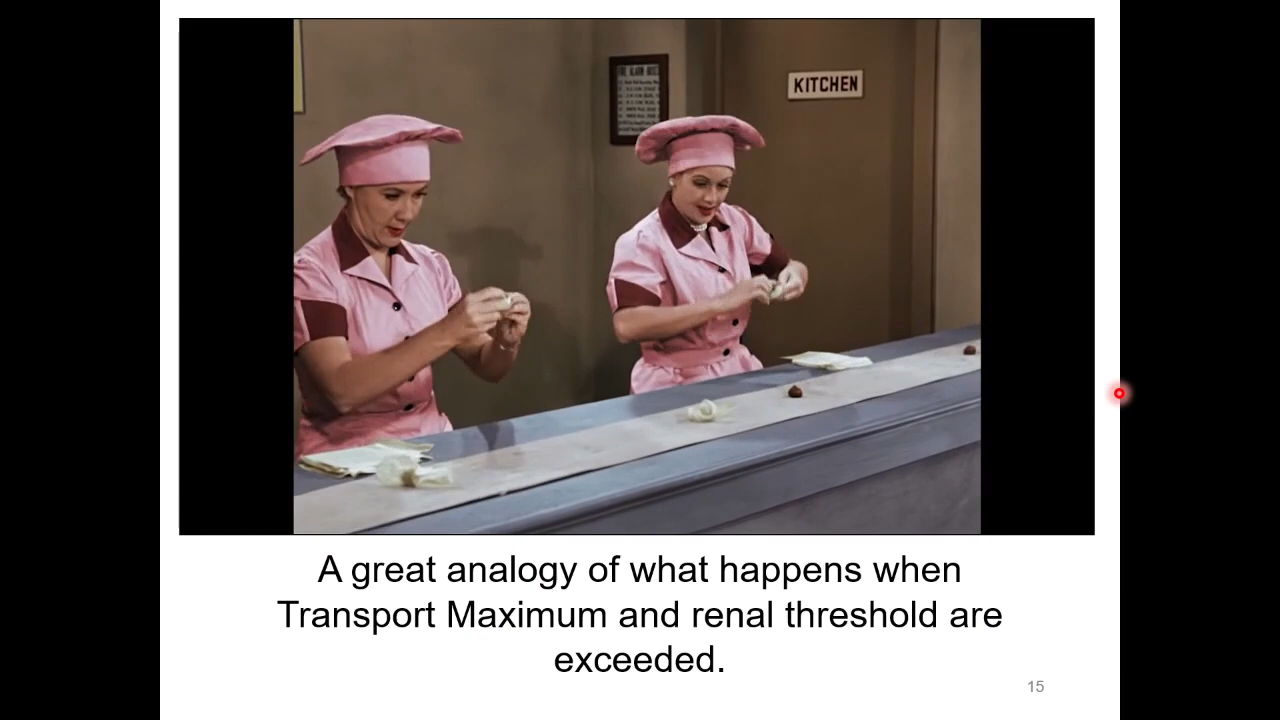 KITCHEN
A great analogy of what happens when
Transport Maximum and renal threshold are
exceeded.
15